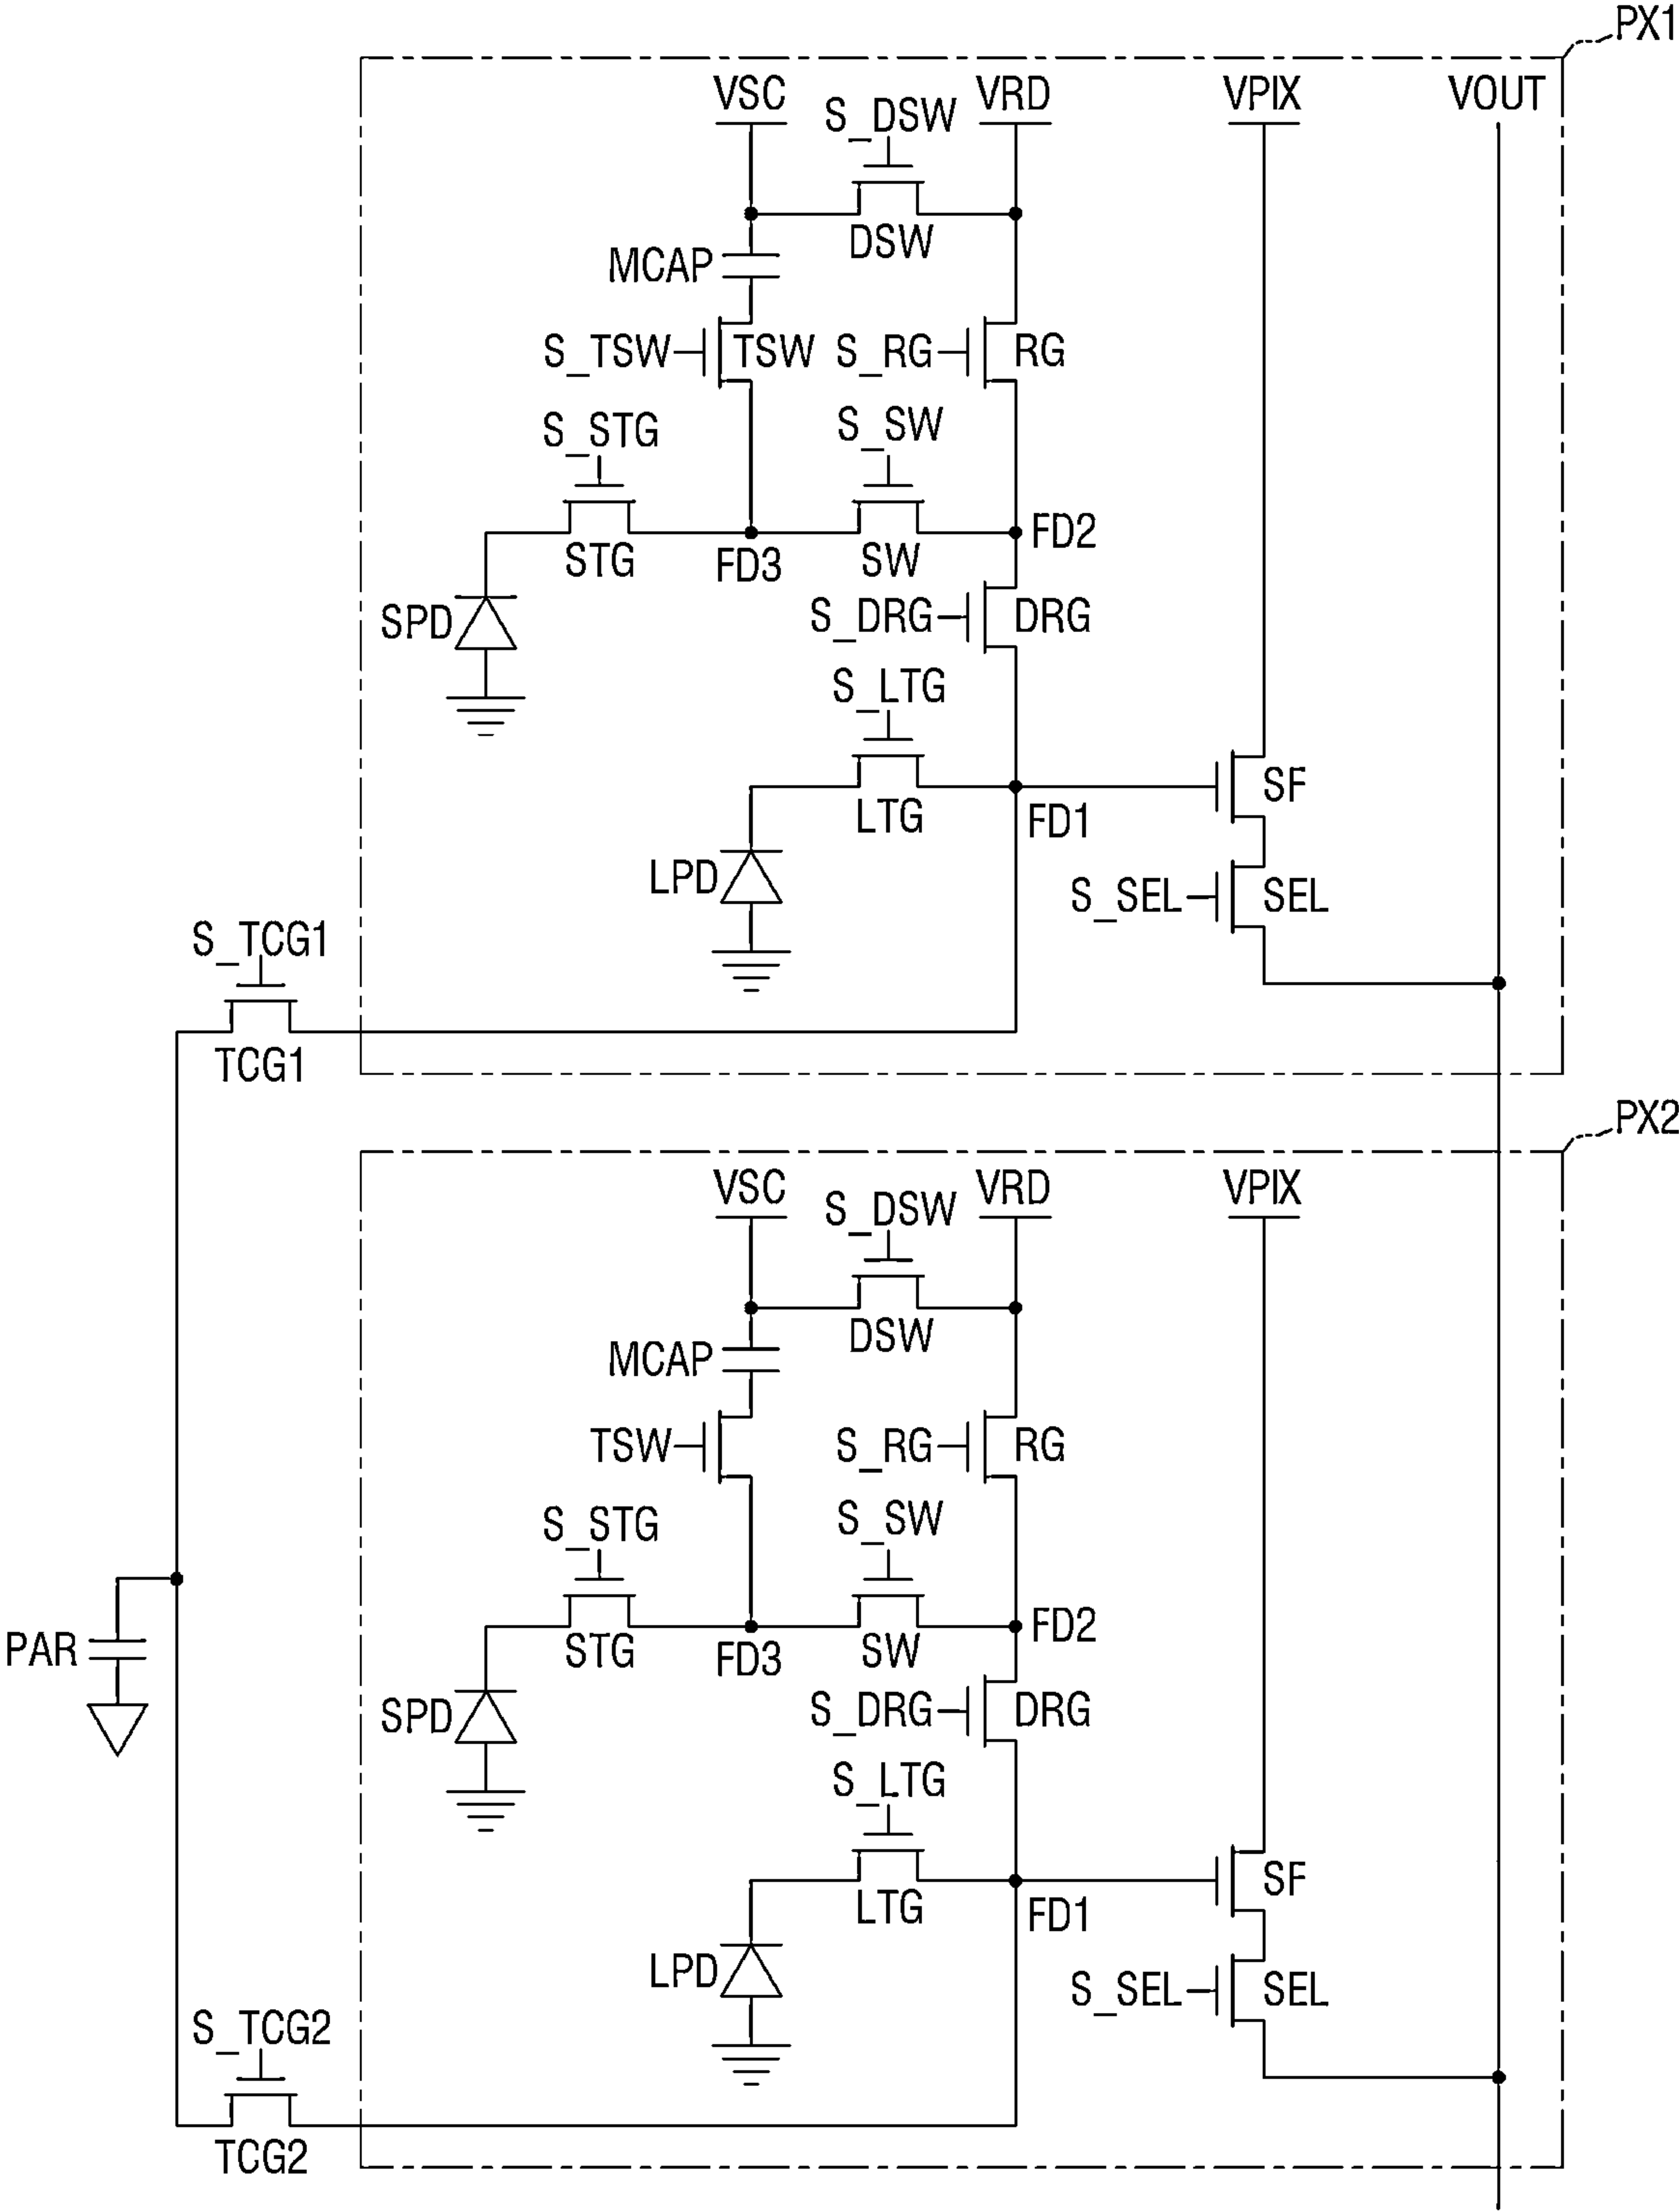 PX1
VSC
VRD
VPIX
VOUT
S_DSW
DSW
MCAP
S_TSW
TSW
S_RG
RG
S_STG
S_SW
STG
FD3
SW
FD2
SPD
S_DRG
DRG
S_LTG
LTG
FD1
SF
LPD
S_SEL
SEL
S_TCG1
TCG1
PX2
VSC
VRD
VPIX
S_DSW
DSW
MCAP
TSW
S_RG
RG
S_STG
S_SW
STG
FD3
SW
FD2
PAR
SPD
S_DRG
DRG
S_LTG
LTG
FD1
SF
LPD
S_SEL
SEL
S_TCG2
TCG2